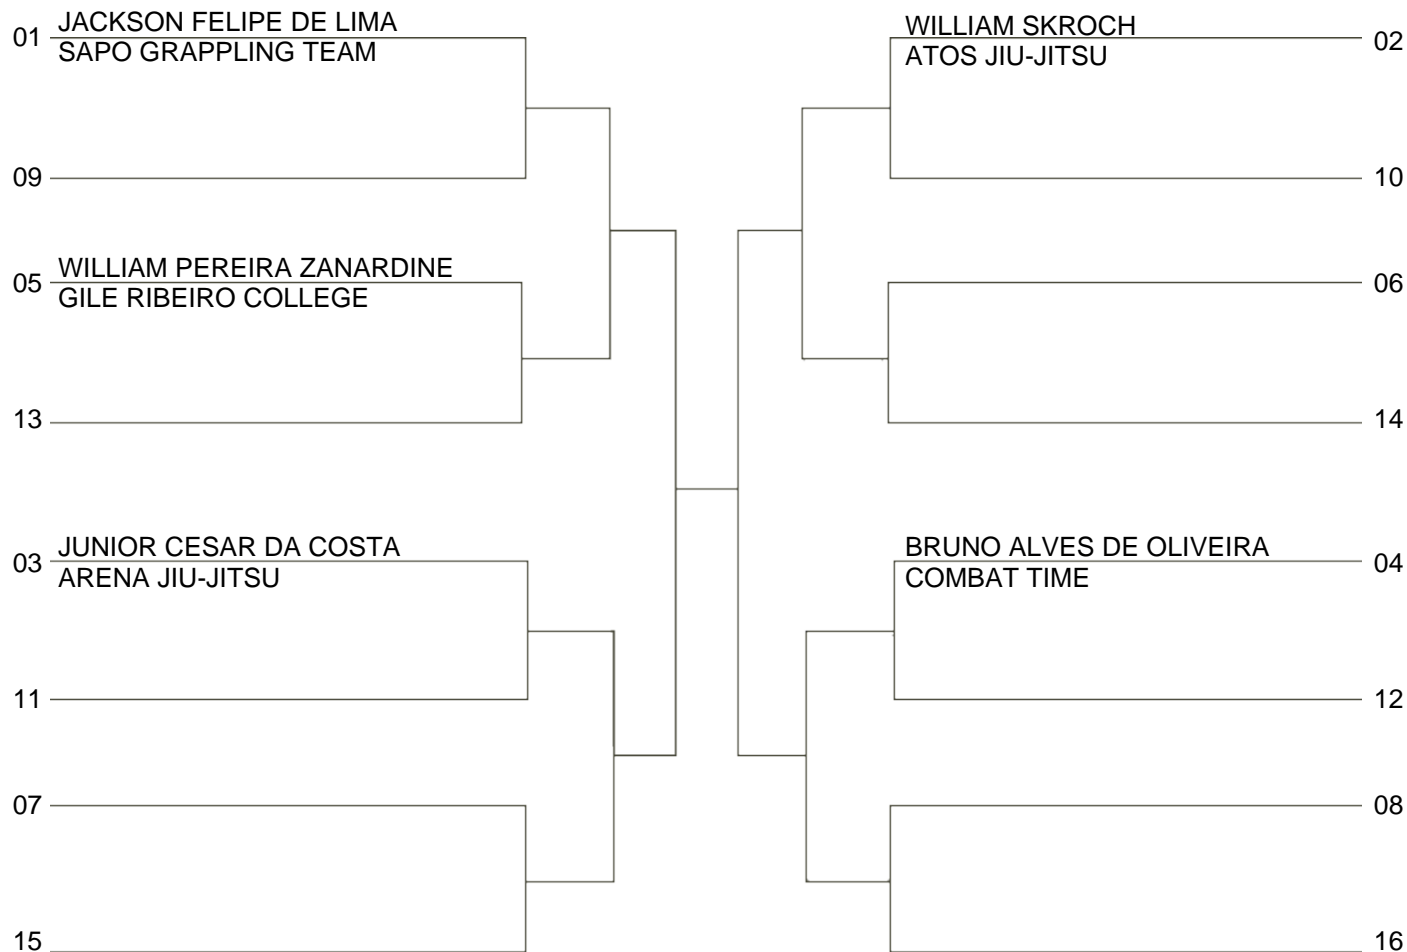 01
JACKSON FELIPE DE LIMA
SAPO GRAPPLING TEAM
09
05
WILLIAM PEREIRA ZANARDINE
GILE RIBEIRO COLLEGE
13
03
JUNIOR CESAR DA COSTA
ARENA JIU-JITSU
11
07
15
WILLIAM SKROCH
ATOS JIU-JITSU
02
10
06
14
BRUNO ALVES DE OLIVEIRA
COMBAT TIME
04
12
08
16